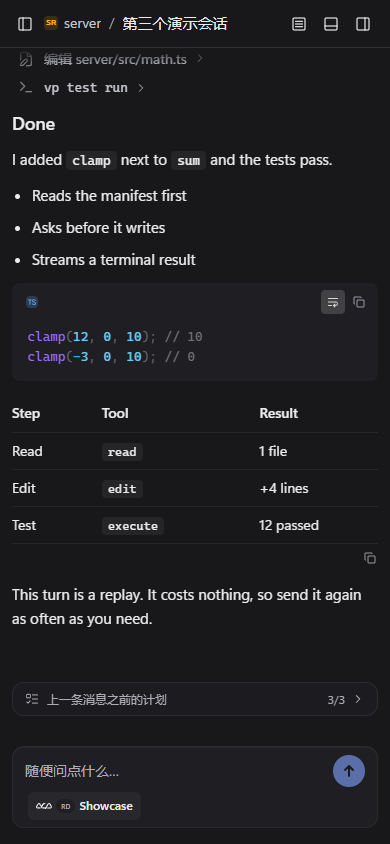 SR server / 第三个演示会话
编辑 server/src/math.ts
vp test run
Done
I added clamp next to sum and the tests pass.
Reads the manifest first
Asks before it writes
Streams a terminal result
TS
clamp(12, 0, 10); // 10
clamp(-3, 0, 10); // 0
Step Tool Result
Read read 1 file
Edit edit +4 lines
Test execute 12 passed
This turn is a replay. It costs nothing, so send it again
as often as you need.
上一条消息之前的计划 3/3
随便问点什么...
RD Showcase